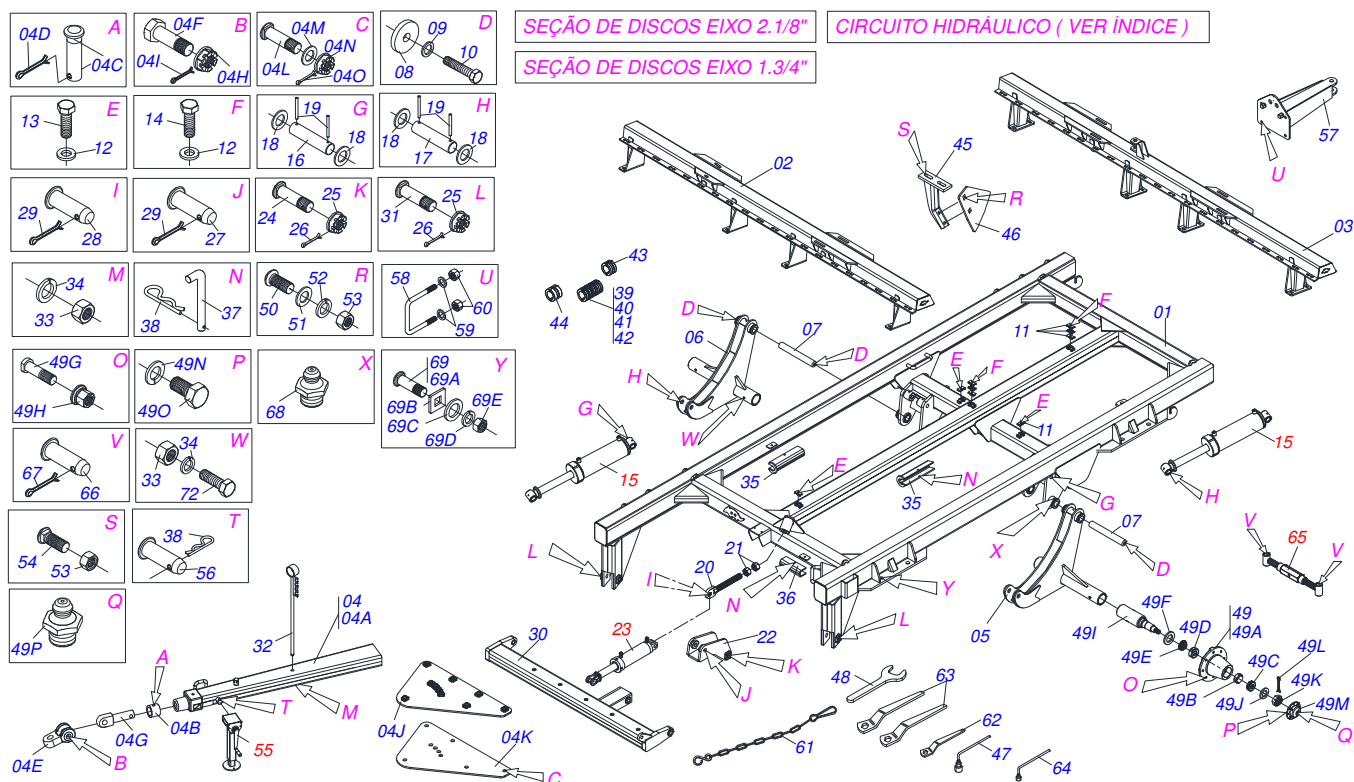 SEÇÃO DE DISCOS EIXO 2.1/8"
CIRCUITO HIDRÁULICO ( VER ÍNDICE )
SEÇÃO DE DISCOS EIXO 1.3/4"
A
04D
04C
B
04F
04I
04H
C
04M
04N
04L
04O
D
09
10
08
E
13
12
F
14
12
G
19
18
16
18
H
19
18
17
18
I
29
28
J
29
27
K
25
24
26
L
25
31
26
M
34
33
N
38
37
R
52
50
53
51
U
58
60
59
O
49G
49H
P
49N
49O
X
68
Y
69
69A
69B
69E
69C
69D
V
67
66
W
34
33
72
S
54
53
T
38
56
Q
49P
02
S
45
R
46
57
U
03
43
44
39
40
41
42
D
06
07
D
H
W
G
15
F
11
01
E
F
E
11
15
H
35
E
35
N
G
X
07
D
V
65
V
L
I
20
21
N
36
Y
L
05
49I
49F
49D
49E
49
49A
49C
49L
O
49B
49J
49K
49M
P
Q
32
04
04A
A
T
M
04B
04G
04E
B
55
30
23
22
K
J
04J
04K
C
48
63
61
62
47
64